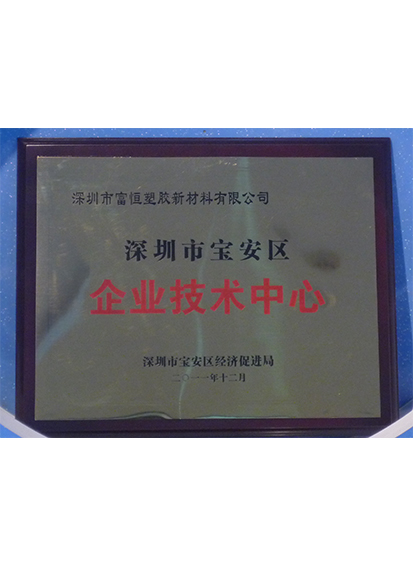 深圳市富恒塑胶新材料有限公司
深圳市宝安区
企业技术中心
深圳市宝安区经济促进局
二〇一一年十二月